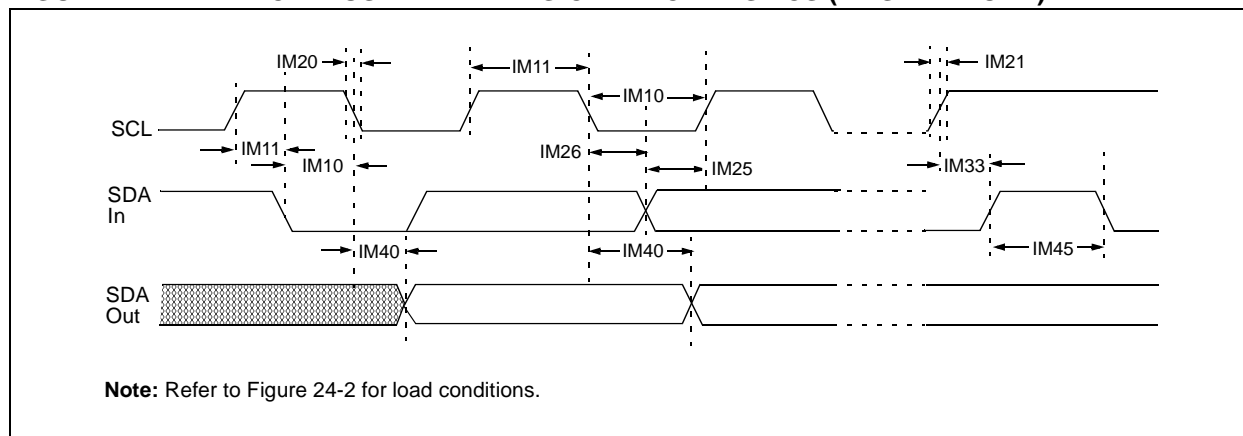 IM20
IM11
IM21
IM10
SCL
IM11
IM26
IM10
IM25
IM33
SDA
In
IM40
IM40
IM45
SDA
Out
Note: Refer to Figure 24-2 for load conditions.